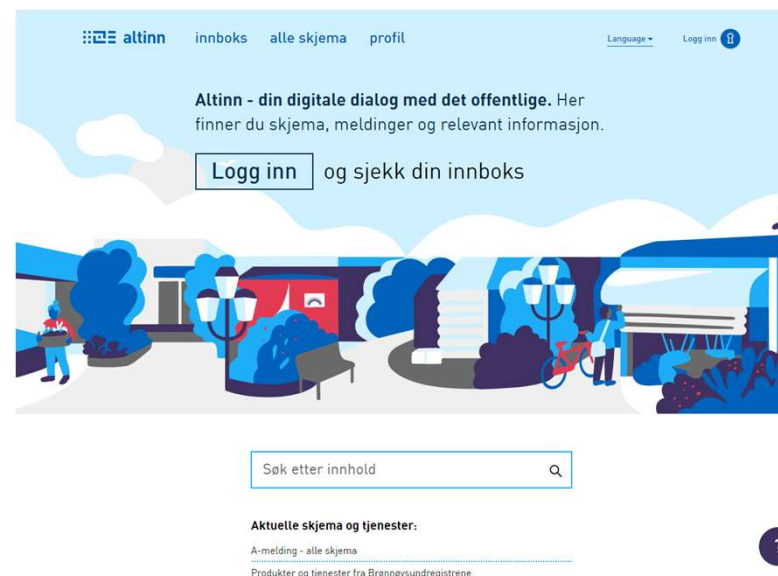 altinn innboks alle skjema profil Language Logg inn
Altinn - din digitale dialog med det offentlige. Her
finner du skjema, meldinger og relevant informasjon.
Logg inn og sjekk din innboks
Søk etter innhold
Aktuelle skjema og tjenester:
A-melding - alle skjema
Produkter og tjenester fra Brønnøysundregistrene